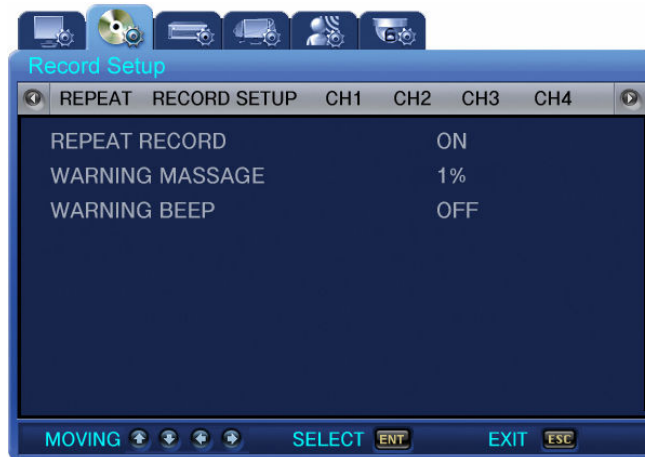 Record Setup
REPEAT RECORD SETUP CH1 CH2 CH3 CH4
REPEAT RECORD ON
WARNING MASSAGE 1%
WARNING BEEP OFF
MOVING SELECT ENT EXIT ESC